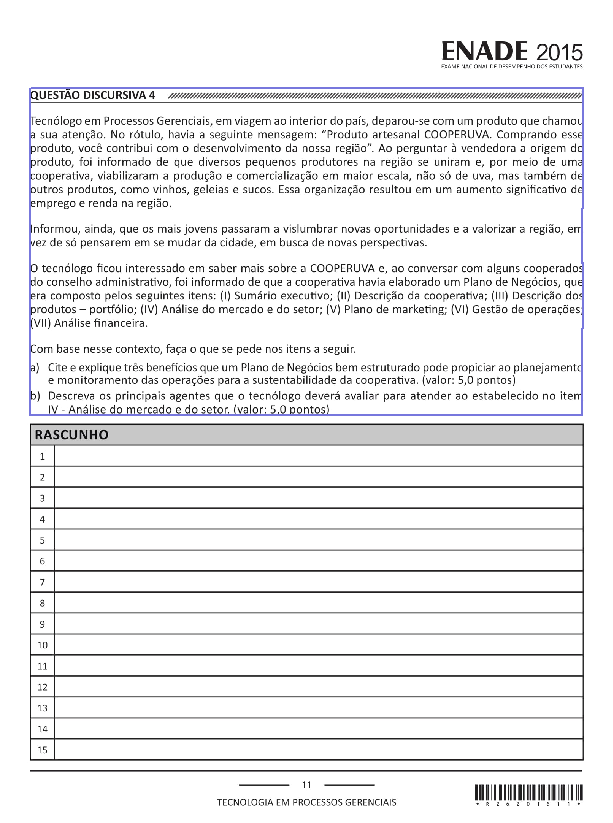 ENADE 2015
EXAME NACIONAL DE DESEMPENHO DOS ESTUDANTES
QUESTÃO DISCURSIVA 4
Tecnólogo em Processos Gerenciais, em viagem ao interior do país, deparou-se com um produto que chamou
a sua atenção. No rótulo, havia a seguinte mensagem: “Produto artesanal COOPERUVA. Comprando esse
produto, você contribui com o desenvolvimento da nossa região”. Ao perguntar à vendedora a origem do
produto, foi informado de que diversos pequenos produtores na região se uniram e, por meio de uma
cooperativa, viabilizaram a produção e comercialização em maior escala, não só de uva, mas também de
outros produtos, como vinhos, geleias e sucos. Essa organização resultou em um aumento significativo de
emprego e renda na região.
Informou, ainda, que os mais jovens passaram a vislumbrar novas oportunidades e a valorizar a região, em
vez de só pensarem em se mudar da cidade, em busca de novas perspectivas.
O tecnólogo ficou interessado em saber mais sobre a COOPERUVA e, ao conversar com alguns cooperados
do conselho administrativo, foi informado de que a cooperativa havia elaborado um Plano de Negócios, que
era composto pelos seguintes itens: (I) Sumário executivo; (II) Descrição da cooperativa; (III) Descrição dos
produtos – portfólio; (IV) Análise do mercado e do setor; (V) Plano de marketing; (VI) Gestão de operações;
(VII) Análise financeira.
Com base nesse contexto, faça o que se pede nos itens a seguir.
a) Cite e explique três benefícios que um Plano de Negócios bem estruturado pode propiciar ao planejamento
e monitoramento das operações para a sustentabilidade da cooperativa. (valor: 5,0 pontos)
b) Descreva os principais agentes que o tecnólogo deverá avaliar para atender ao estabelecido no item
IV - Análise do mercado e do setor. (valor: 5,0 pontos)
RASCUNHO
1
2
3
4
5
6
7
8
9
10
11
12
13
14
15
11
TECNOLOGIA EM PROCESSOS GERENCIAIS
*R2620151​1*